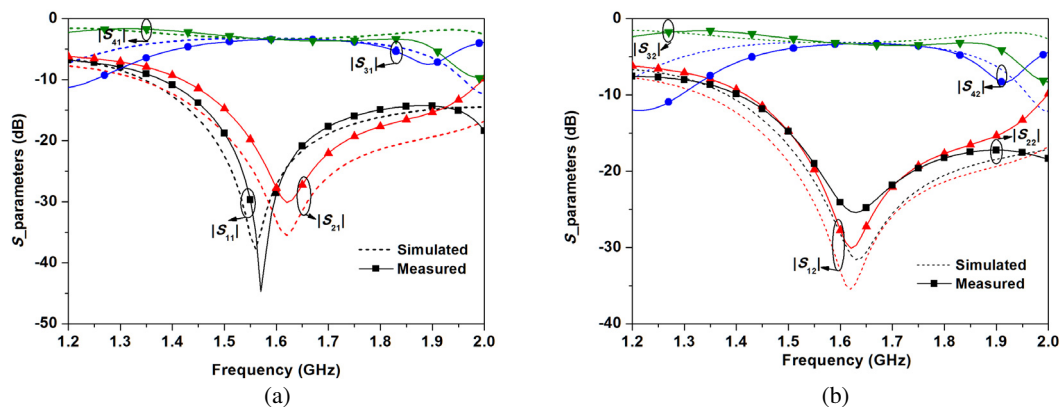 0
-10
-20
-30
-40
-50
S_parameters (dB)
|S41|
|S31|
|S11|
|S21|
Simulated
Measured
1.2 1.3 1.4 1.5 1.6 1.7 1.8 1.9 2.0
Frequency (GHz)
(a)
0
-10
-20
-30
-40
S_parameters (dB)
|S32|
|S42|
|S22|
|S12|
Simulated
Measured
1.2 1.3 1.4 1.5 1.6 1.7 1.8 1.9 2.0
Frequency (GHz)
(b)